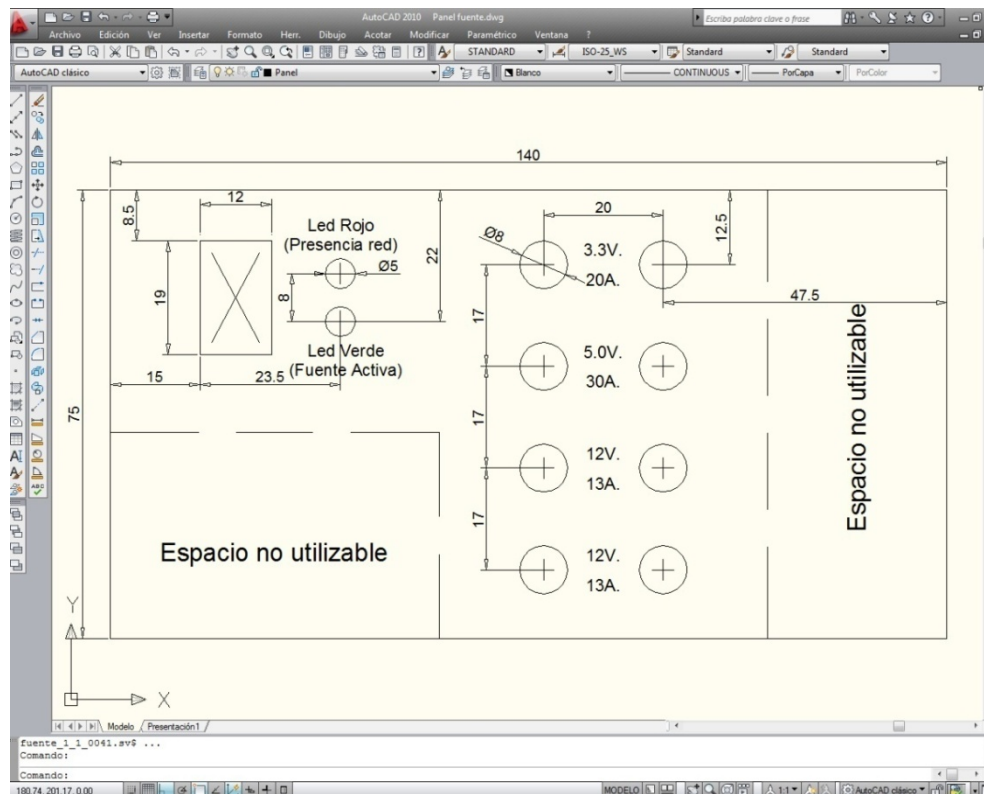 AutoCAD 2010 Panel fuente.dwg
Escriba palabra clave o frase
Archivo Edición Ver Insertar Formato Herr. Dibujo Acotar Modificar Paramétrico Ventana ?
STANDARD ISO-25_WS Standard Standard
AutoCAD clásico Panel Blanco CONTINUOUS PorCapa PorColor
140
12
20
8.5
Led Rojo
(Presencia red)
22
Ø8
3.3V.
20A.
12.5
Ø5
19
8
47.5
17
Led Verde
(Fuente Activa)
15
23.5
5.0V.
30A.
75
17
12V.
13A.
Espacio no utilizable
Espacio no utilizable
17
12V.
13A.
Y
X
Modelo Presentación1
fuente_1_1_0041.sv$ ...
Comando:
Comando:
180.74, 201.17, 0.00 MODELO 1:1 AutoCAD clásico